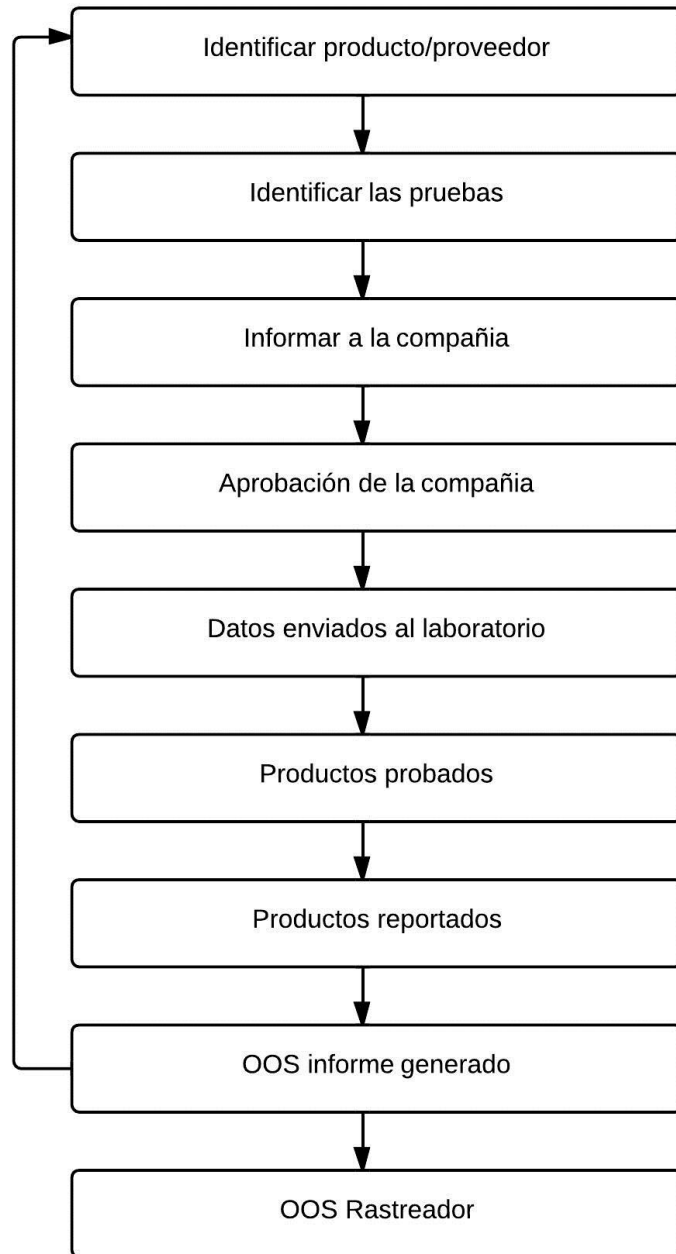 Identificar producto/proveedor
Identificar las pruebas
Informar a la compañia
Aprobación de la compañia
Datos enviados al laboratorio
Productos probados
Productos reportados
OOS informe generado
OOS Rastreador